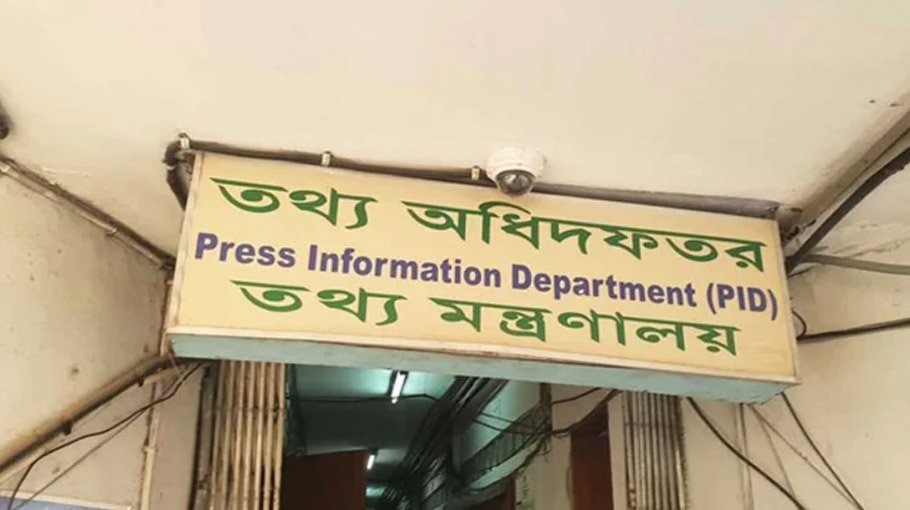 তথ্য অধিদফতর
Press Information Department (PID)
তথ্য মন্ত্রণালয়